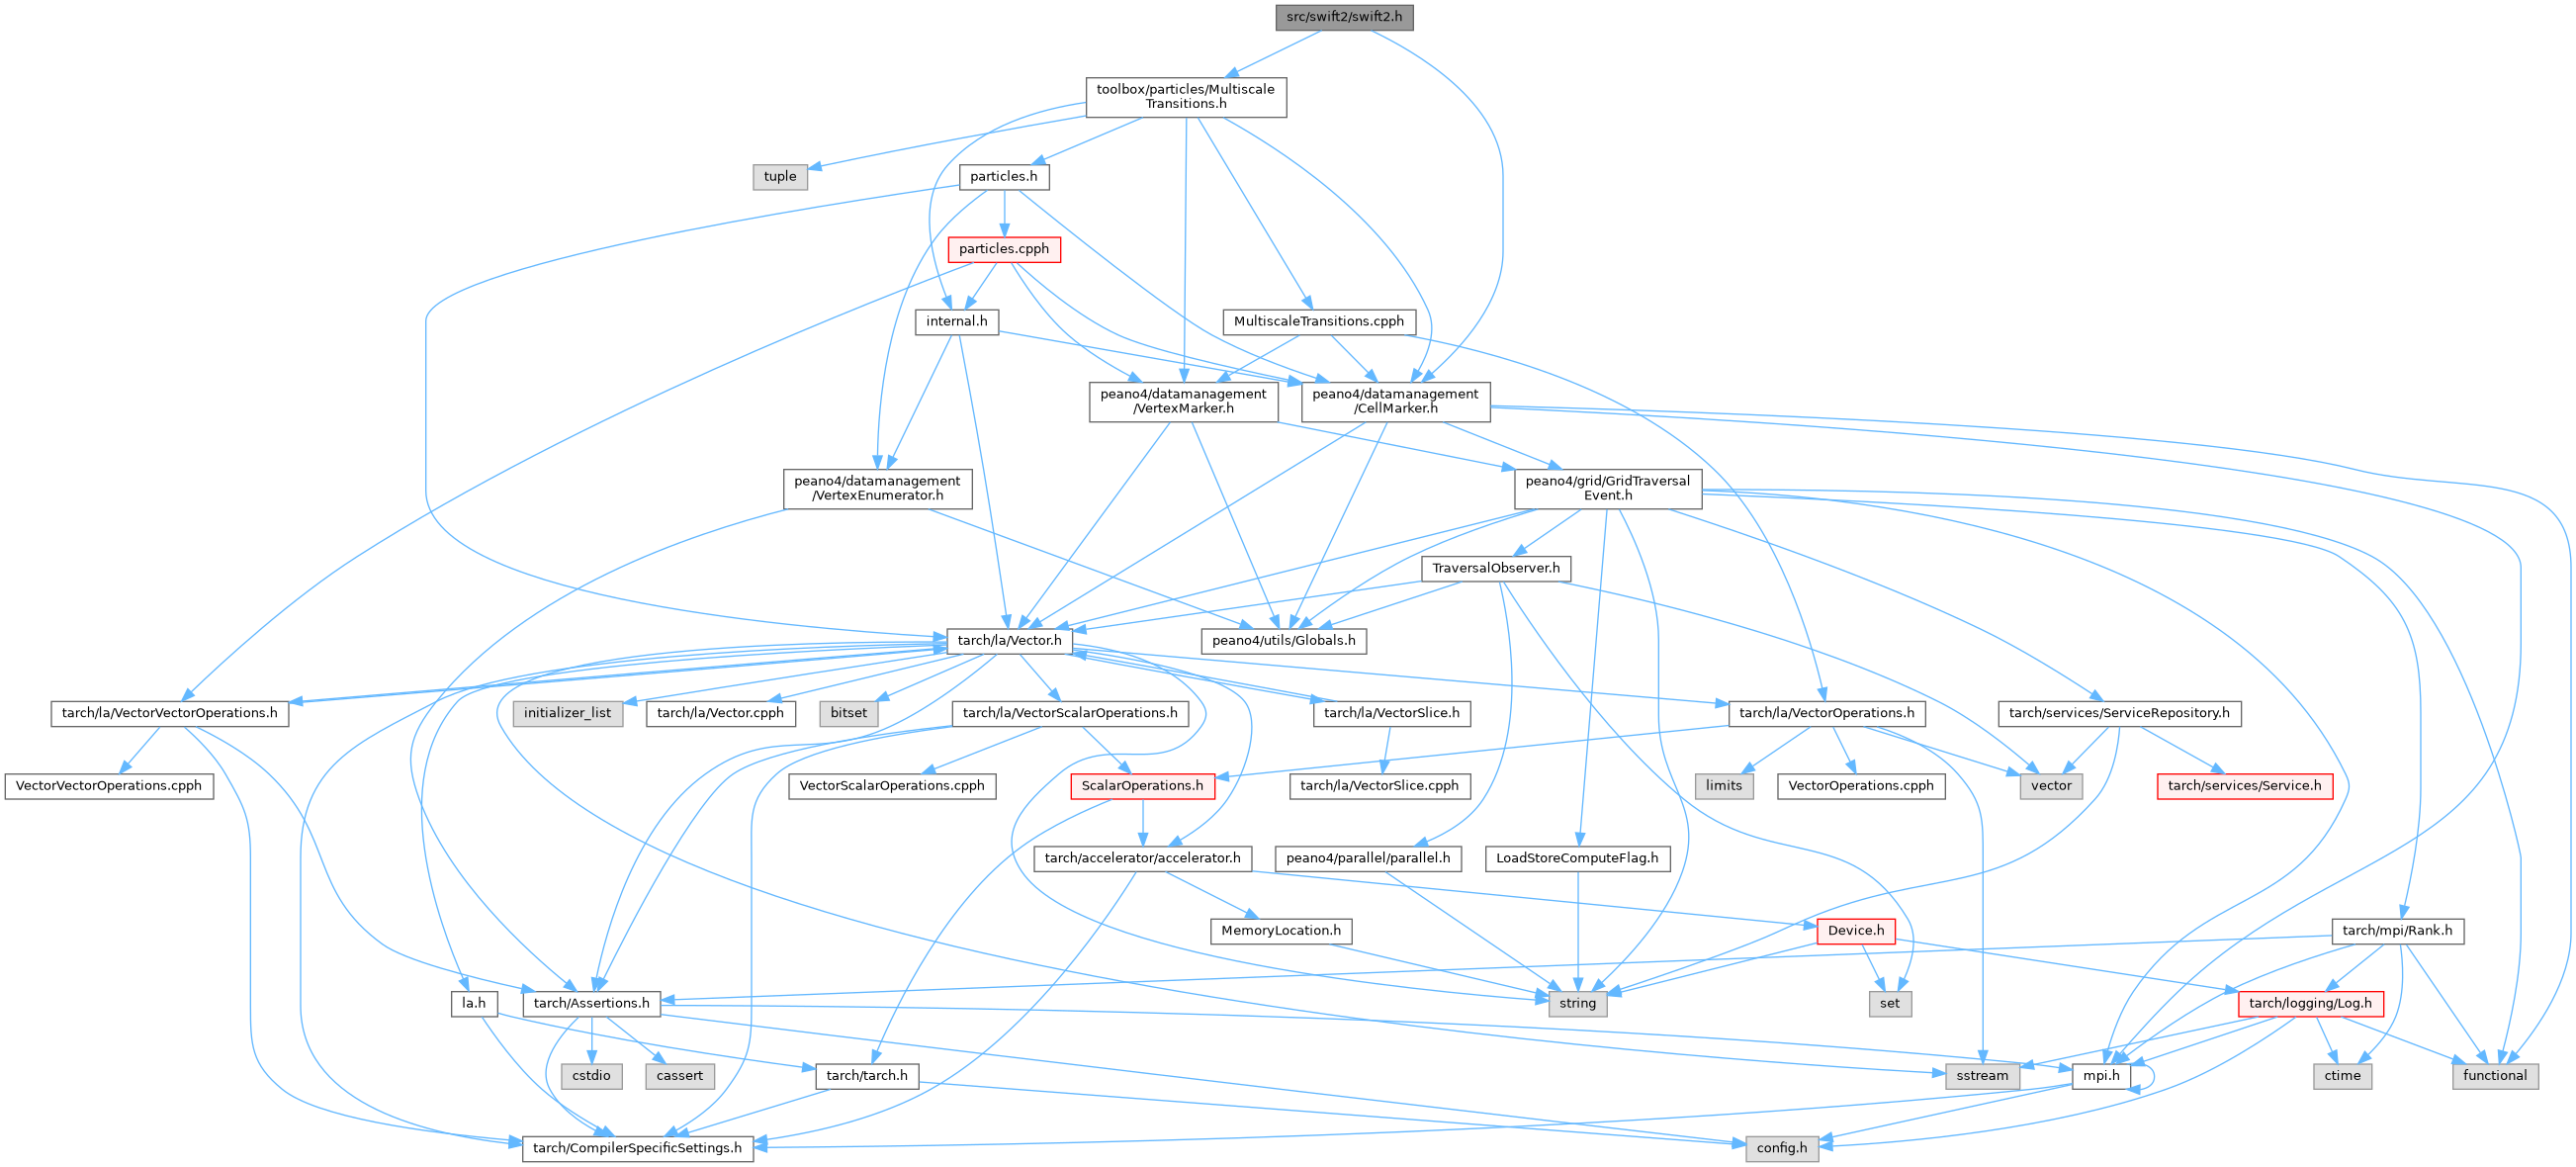 src/swift2/swift2.h
toolbox/particles/Multiscale
Transitions.h
tuple
particles.h
particles.cpph
internal.h
MultiscaleTransitions.cpph
peano4/datamanagement
/VertexMarker.h
peano4/datamanagement
/CellMarker.h
peano4/datamanagement
/VertexEnumerator.h
peano4/grid/GridTraversal
Event.h
TraversalObserver.h
tarch/la/Vector.h
peano4/utils/Globals.h
tarch/la/VectorVectorOperations.h
initializer_list
tarch/la/Vector.cpph
bitset
tarch/la/VectorScalarOperations.h
tarch/la/VectorSlice.h
tarch/la/VectorOperations.h
tarch/services/ServiceRepository.h
VectorVectorOperations.cpph
VectorScalarOperations.cpph
ScalarOperations.h
tarch/la/VectorSlice.cpph
limits
VectorOperations.cpph
vector
tarch/services/Service.h
tarch/accelerator/accelerator.h
peano4/parallel/parallel.h
LoadStoreComputeFlag.h
MemoryLocation.h
Device.h
tarch/mpi/Rank.h
la.h
tarch/Assertions.h
string
set
tarch/logging/Log.h
cstdio
cassert
tarch/tarch.h
sstream
mpi.h
ctime
functional
tarch/CompilerSpecificSettings.h
config.h